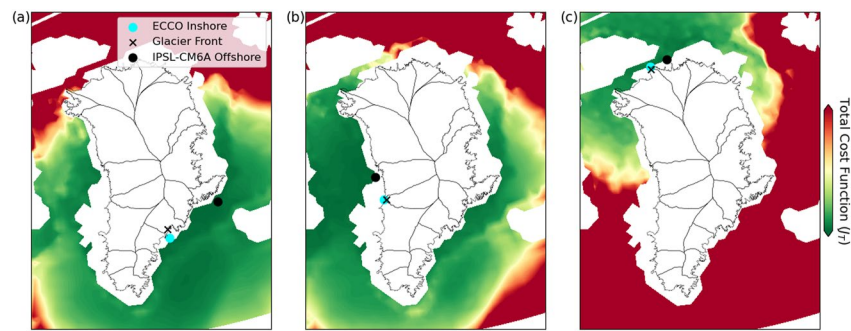 (a)
ECCO Inshore
Glacier Front
IPSL-CM6A Offshore
(b)
(c)
Total Cost Function (J_T)